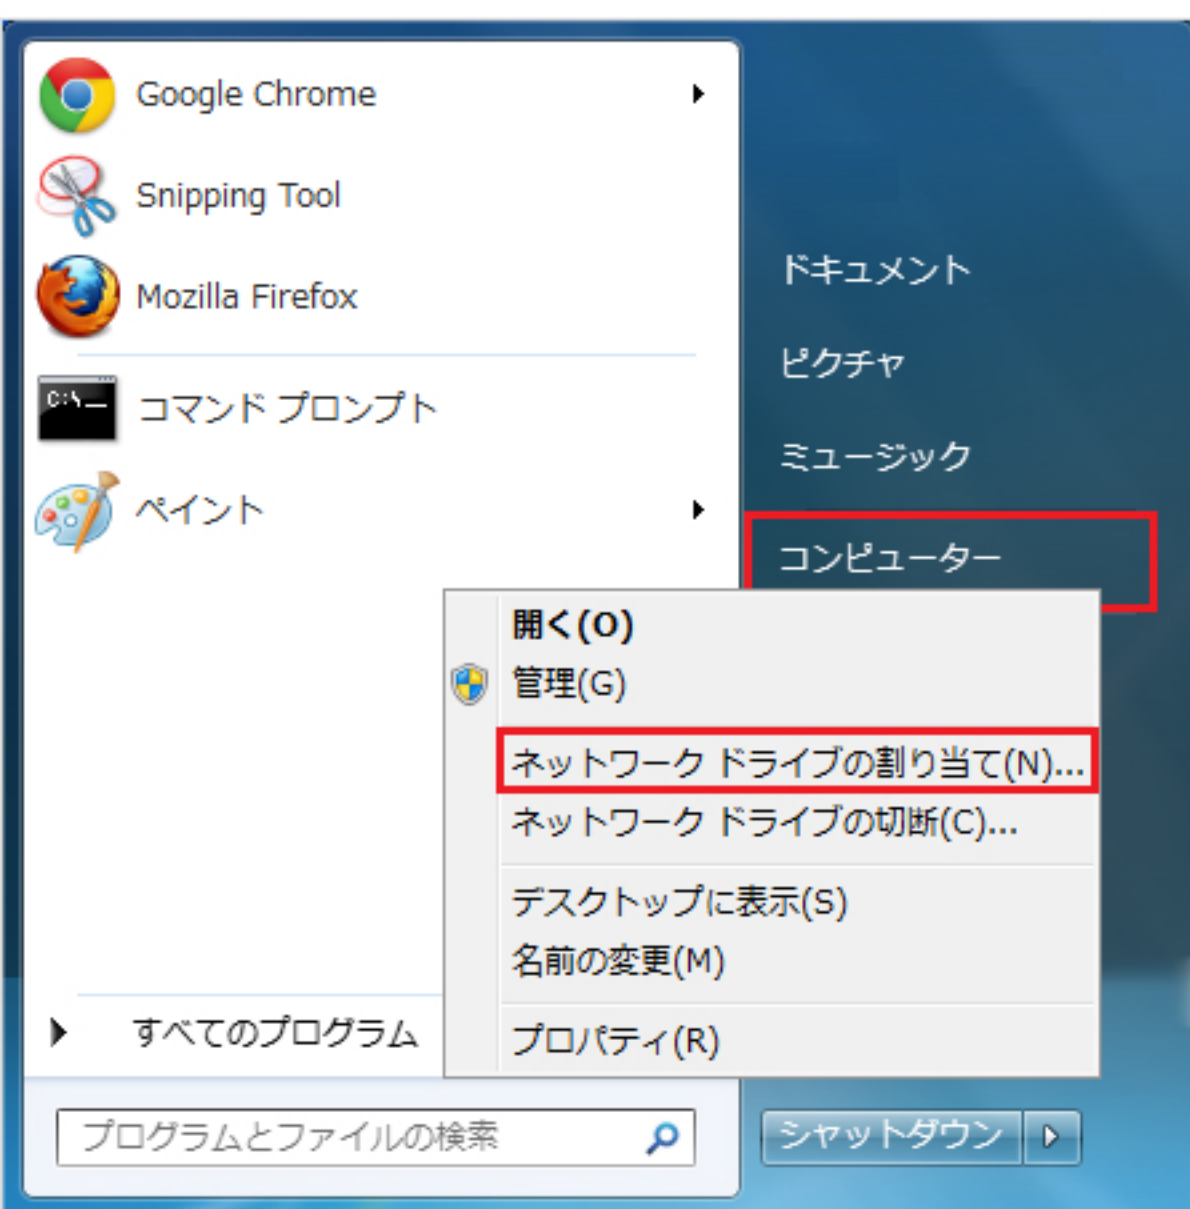 Google Chrome
Snipping Tool
Mozilla Firefox
C:\_
コマンド プロンプト
ペイント
すべてのプログラム
プログラムとファイルの検索
ドキュメント
ピクチャ
ミュージック
コンピューター
開く(O)
管理(G)
ネットワーク ドライブの割り当て(N)...
ネットワーク ドライブの切断(C)...
デスクトップに表示(S)
名前の変更(M)
プロパティ(R)
シャットダウン